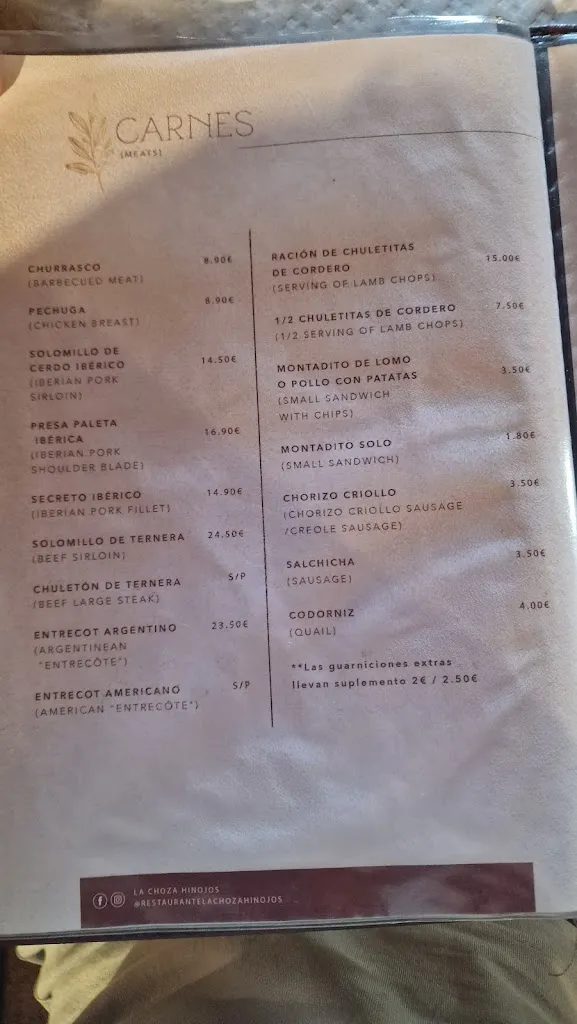 CARNES
(MEATS)
CHURRASCO 8.90€
(BARBECUED MEAT)
PECHUGA 8.90€
(CHICKEN BREAST)
SOLOMILLO DE
CERDO IBÉRICO 14.50€
(IBERIAN PORK
SIRLOIN)
PRESA PALETA
IBÉRICA 16.90€
(IBERIAN PORK
SHOULDER BLADE)
SECRETO IBÉRICO 14.90€
(IBERIAN PORK FILLET)
SOLOMILLO DE TERNERA 24.50€
(BEEF SIRLOIN)
CHULETÓN DE TERNERA S/P
(BEEF LARGE STEAK)
ENTRECOT ARGENTINO 23.50€
(ARGENTINEAN
"ENTRECÔTE")
ENTRECOT AMERICANO S/P
(AMERICAN "ENTRECÔTE")
RACIÓN DE CHULETITAS 15.00€
DE CORDERO
(SERVING OF LAMB CHOPS)
1/2 CHULETITAS DE CORDERO 7.50€
(1/2 SERVING OF LAMB CHOPS)
MONTADITO DE LOMO
O POLLO CON PATATAS 3.50€
(SMALL SANDWICH
WITH CHIPS)
MONTADITO SOLO 1.80€
(SMALL SANDWICH)
CHORIZO CRIOLLO 3.50€
(CHORIZO CRIOLLO SAUSAGE
/CREOLE SAUSAGE)
SALCHICHA 3.50€
(SAUSAGE)
CODORNIZ 4.00€
(QUAIL)
**Las guarniciones extras
llevan suplemento 2€ / 2.50€
LA CHOZA HINOJOS
@RESTAURANTELACHOZAHINOJOS